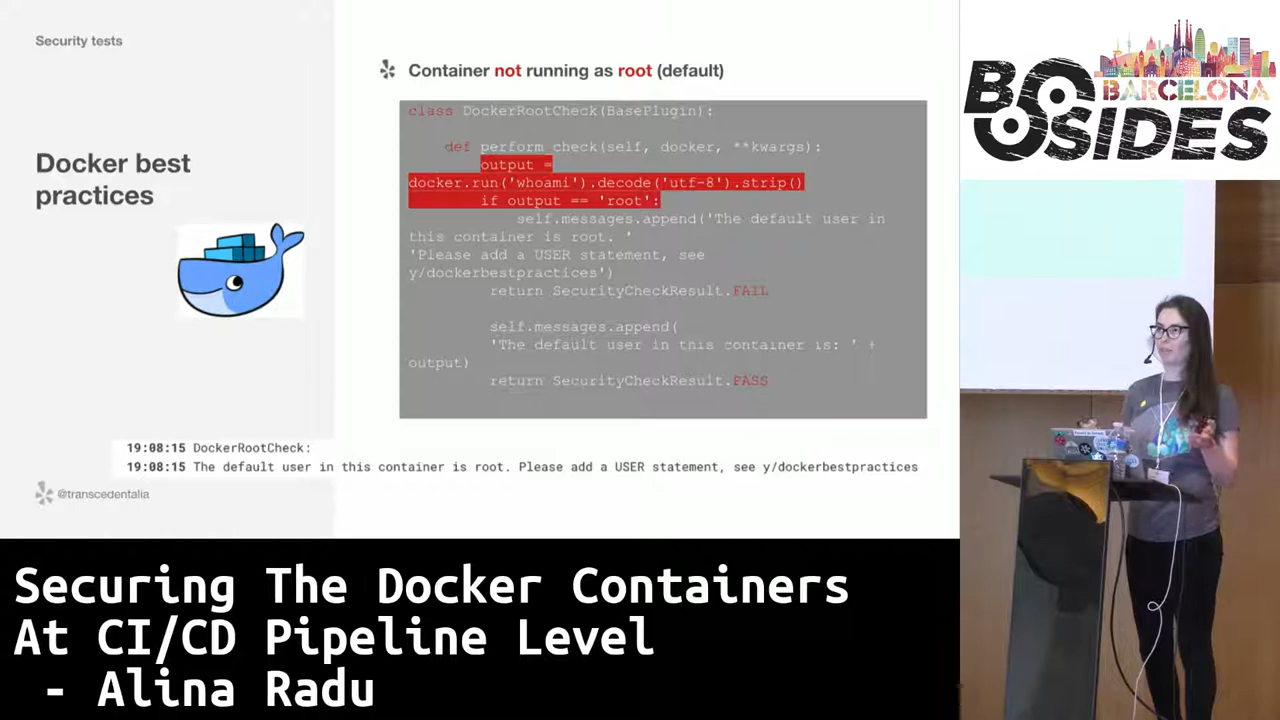 Security tests
Container not running as root (default)
Docker best
practices
class DockerRootCheck(BasePlugin):
def perform_check(self, docker, **kwargs):
output =
docker.run('whoami').decode('utf-8').strip()
if output == 'root':
self.messages.append('The default user in
this container is root. '
'Please add a USER statement, see
y/dockerbestpractices')
return SecurityCheckResult.FAIL
self.messages.append(
'The default user in this container is: ' +
output)
return SecurityCheckResult.PASS
19:08:15 DockerRootCheck:
19:08:15 The default user in this container is root. Please add a USER statement, see y/dockerbestpractices
@transcedentalia
BSIDES
BARCELONA
Securing The Docker Containers
At CI/CD Pipeline Level
- Alina Radu